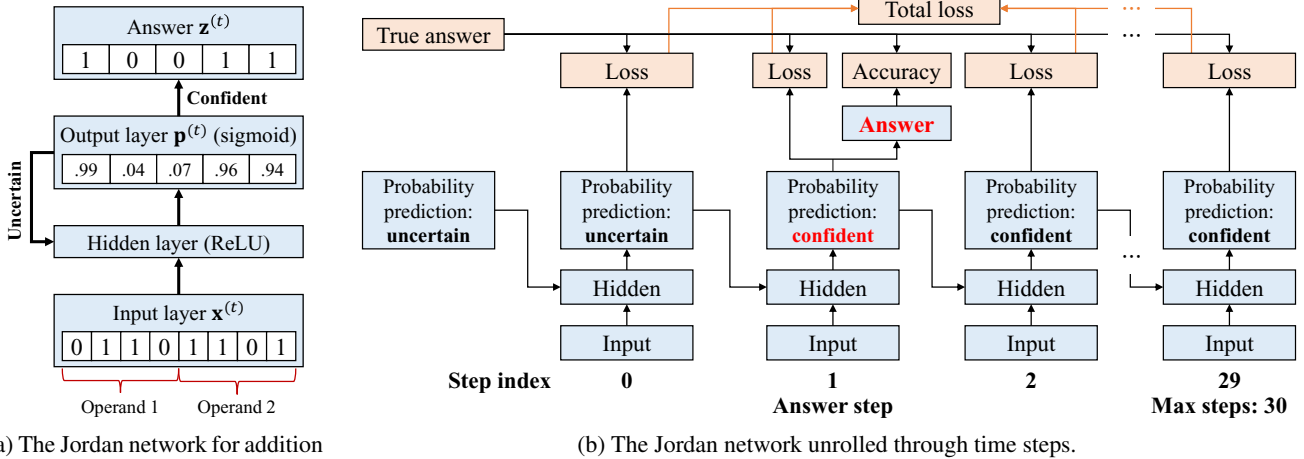 Answer z^(t)
1 0 0 1 1
Confident
Output layer p^(t) (sigmoid)
.99 .04 .07 .96 .94
Uncertain
Hidden layer (ReLU)
Input layer x^(t)
0 1 1 0 1 1 0 1
Operand 1 Operand 2
a) The Jordan network for addition
Total loss
...
True answer
...
Loss Loss Accuracy Loss Loss
Answer
Probability
prediction:
uncertain
Probability
prediction:
uncertain
Probability
prediction:
confident
Probability
prediction:
confident
Probability
prediction:
confident
...
Hidden Hidden Hidden Hidden
Input Input Input Input
Step index 0 1 2 29
Answer step Max steps: 30
(b) The Jordan network unrolled through time steps.